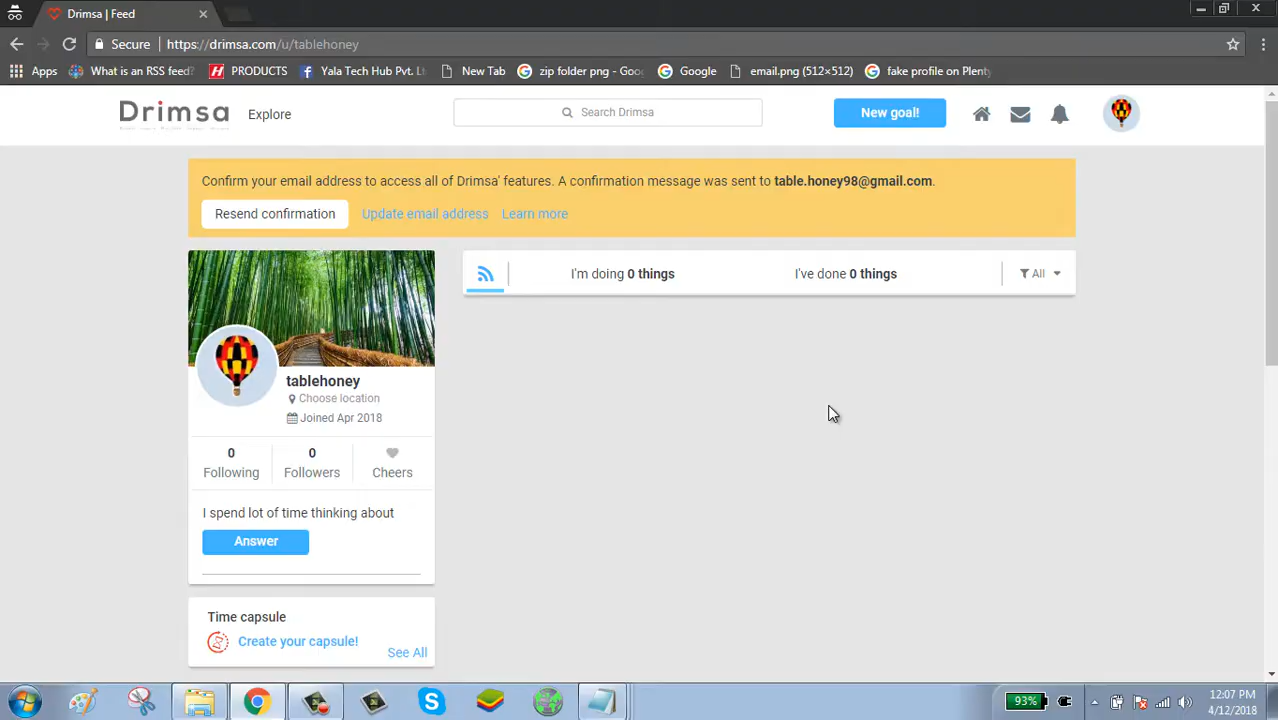 Drimsa | Feed
Secure https://drimsa.com/u/tablehoney
Apps What is an RSS feed? PRODUCTS Yala Tech Hub Pvt. Lt New Tab zip folder png - Goo Google email.png (512×512) fake profile on Plenty
Drimsa Explore Search Drimsa New goal!
Confirm your email address to access all of Drimsa' features. A confirmation message was sent to table.honey98@gmail.com.
Resend confirmation Update email address Learn more
I'm doing 0 things I've done 0 things All
tablehoney
Choose location
Joined Apr 2018
0 0
Following Followers Cheers
I spend lot of time thinking about
Answer
Time capsule
Create your capsule!
See All
93% 12:07 PM
4/12/2018